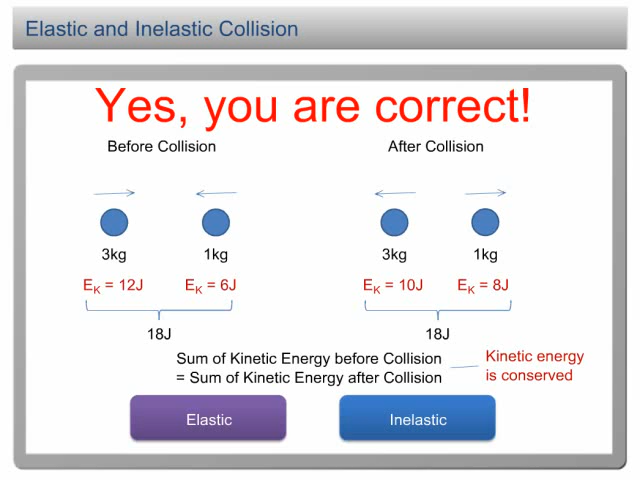 Elastic and Inelastic Collision
Yes, you are correct!
Before Collision
After Collision
3kg
1kg
3kg
1kg
EK = 12J
EK = 6J
EK = 10J
EK = 8J
18J
18J
Sum of Kinetic Energy before Collision
= Sum of Kinetic Energy after Collision
Kinetic energy
is conserved
Elastic
Inelastic